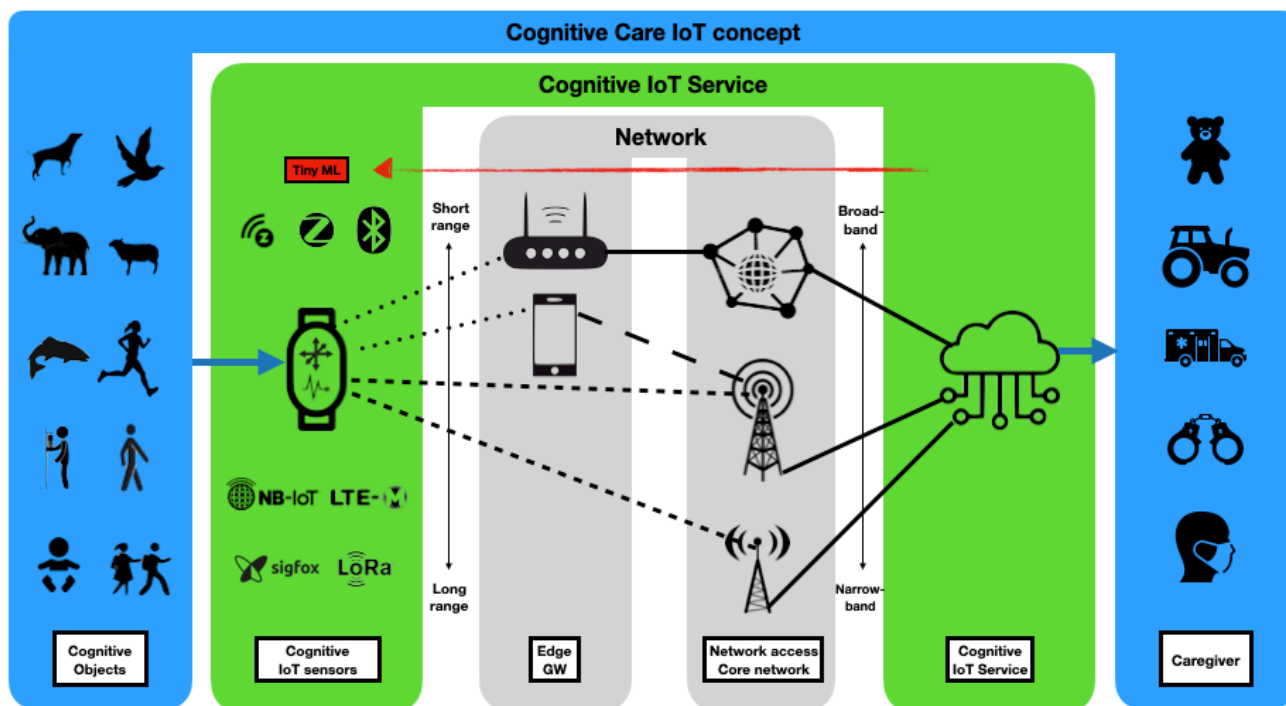 Cognitive Care IoT concept
Cognitive IoT Service
Network
Tiny ML
Short
range
Broad-
band
NB-IoT
LTE-M
sigfox
LoRa
Long
range
Narrow-
band
Cognitive
Objects
Cognitive
IoT sensors
Edge
GW
Network access
Core network
Cognitive
IoT Service
Caregiver